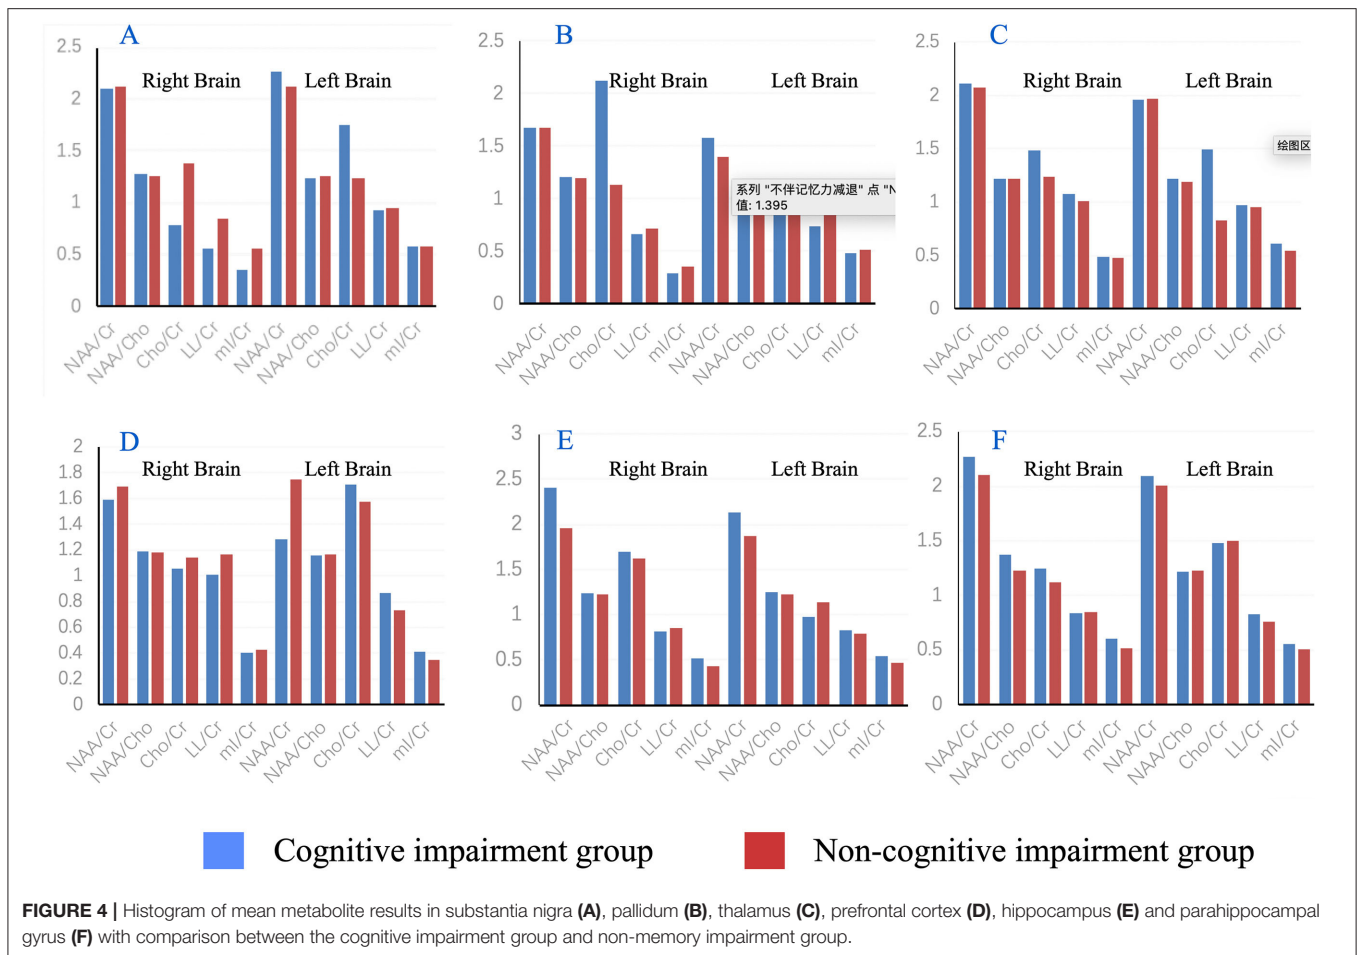 A
B
C
2.5
2
1.5
1
0.5
0
Right Brain
Left Brain
NAA/Cr
NAA/Cho
Cho/Cr
LL/Cr
mI/Cr
NAA/Cr
NAA/Cho
Cho/Cr
LL/Cr
mI/Cr
2.5
2
1.5
1
0.5
0
Right Brain
Left Brain
系列 "不伴记忆力减退" 点 "N
值: 1.395
NAA/Cr
NAA/Cho
Cho/Cr
LL/Cr
mI/Cr
NAA/Cr
NAA/Cho
Cho/Cr
LL/Cr
mI/Cr
2.5
2
1.5
1
0.5
0
Right Brain
Left Brain
绘图区
NAA/Cr
NAA/Cho
Cho/Cr
LL/Cr
mI/Cr
NAA/Cr
NAA/Cho
Cho/Cr
LL/Cr
mI/Cr
D
E
F
2
1.8
1.6
1.4
1.2
1
0.8
0.6
0.4
0.2
0
Right Brain
Left Brain
NAA/Cr
NAA/Cho
Cho/Cr
LL/Cr
mI/Cr
NAA/Cr
NAA/Cho
Cho/Cr
LL/Cr
mI/Cr
3
2.5
2
1.5
1
0.5
0
Right Brain
Left Brain
NAA/Cr
NAA/Cho
Cho/Cr
LL/Cr
mI/Cr
NAA/Cr
NAA/Cho
Cho/Cr
LL/Cr
mI/Cr
2.5
2
1.5
1
0.5
0
Right Brain
Left Brain
NAA/Cr
NAA/Cho
Cho/Cr
LL/Cr
mI/Cr
NAA/Cr
NAA/Cho
Cho/Cr
LL/Cr
mI/Cr
Cognitive impairment group
Non-cognitive impairment group
FIGURE 4 | Histogram of mean metabolite results in substantia nigra (A), pallidum (B), thalamus (C), prefrontal cortex (D), hippocampus (E) and parahippocampal
gyrus (F) with comparison between the cognitive impairment group and non-memory impairment group.